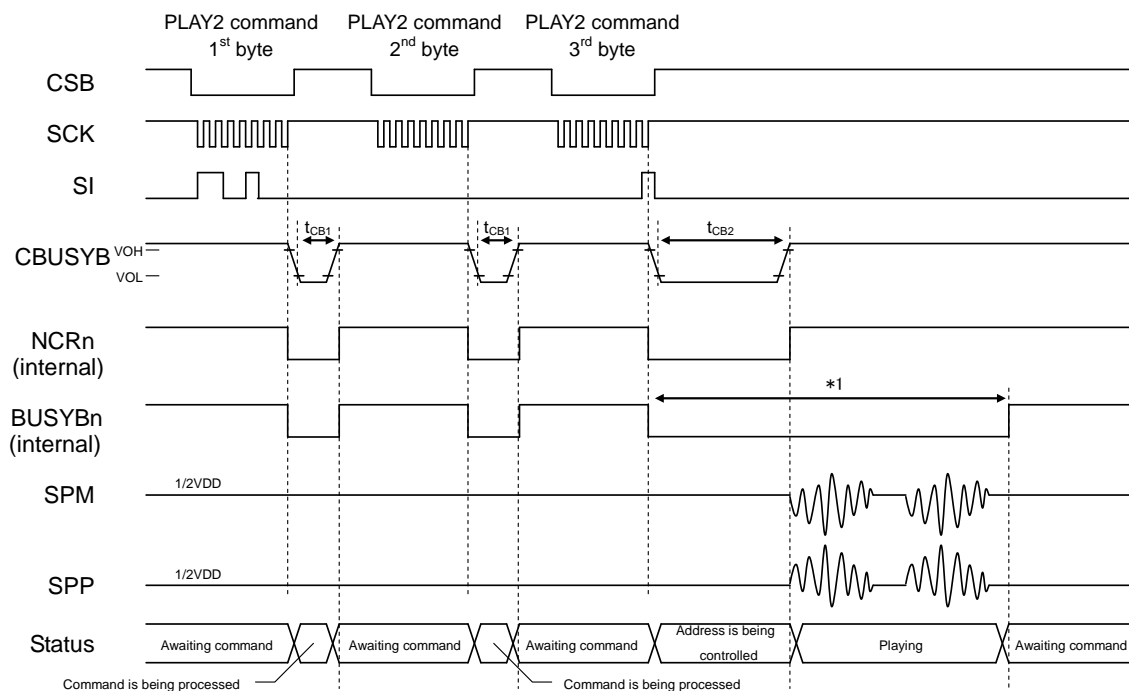 PLAY2 command
1st byte
PLAY2 command
2nd byte
PLAY2 command
3rd byte
CSB
SCK
SI
CBUSYB
VOH
VOL
tCB1
tCB1
tCB2
NCRn
(internal)
BUSYBn
(internal)
*1
SPM
1/2VDD
SPP
1/2VDD
Status
Awaiting command
Awaiting command
Awaiting command
Address is being
controlled
Playing
Awaiting command
Command is being processed
Command is being processed